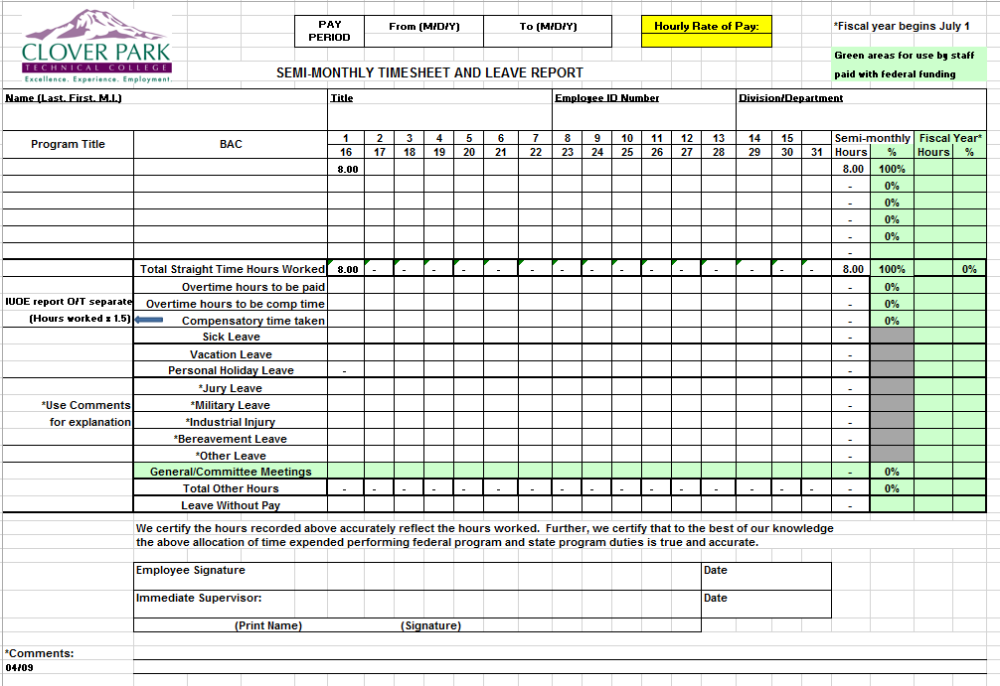 CLOVER PARK
TECHNICAL COLLEGE
Excellence. Experience. Employment.
PAY PERIOD From (M/D/Y) To (M/D/Y) Hourly Rate of Pay: *Fiscal year begins July 1
Green areas for use by staff
paid with federal funding
SEMI-MONTHLY TIMESHEET AND LEAVE REPORT
Name (Last, First, M.I.) Title Employee ID Number Division/Department
Program Title BAC 1 2 3 4 5 6 7 8 9 10 11 12 13 14 15 Semi-monthly Fiscal Year*
16 17 18 19 20 21 22 23 24 25 26 27 28 29 30 31 Hours % Hours %
8.00 8.00 100%
- 0%
- 0%
- 0%
- 0%
-
Total Straight Time Hours Worked 8.00 - - - - - - - - - - - - - - - 8.00 100% 0%
Overtime hours to be paid - 0%
IUOE report O/T separate Overtime hours to be comp time - 0%
(Hours worked x 1.5) Compensatory time taken - 0%
Sick Leave -
Vacation Leave -
Personal Holiday Leave - -
*Jury Leave -
*Use Comments *Military Leave -
for explanation *Industrial Injury -
*Bereavement Leave -
*Other Leave -
General/Committee Meetings - 0%
Total Other Hours - - - - - - - - - - - - - - - - - 0%
Leave Without Pay -
We certify the hours recorded above accurately reflect the hours worked. Further, we certify that to the best of our knowledge
the above allocation of time expended performing federal program and state program duties is true and accurate.
Employee Signature Date
Immediate Supervisor: Date
(Print Name) (Signature)
*Comments:
04/09